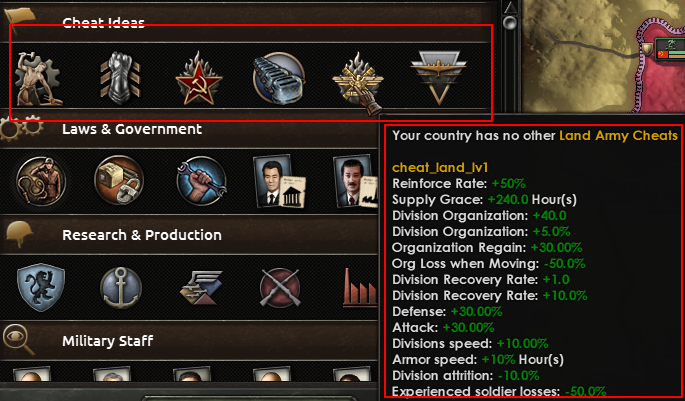 Cheat Ideas
Laws & Government
Research & Production
Military Staff
Your country has no other Land Army Cheats
cheat_land_lv1
Reinforce Rate: +50%
Supply Grace: +240.0 Hour(s)
Division Organization: +40.0
Division Organization: +5.0%
Organization Regain: +30.00%
Org Loss when Moving: -50.0%
Division Recovery Rate: +1.0
Division Recovery Rate: +10.0%
Defense: +30.00%
Attack: +30.00%
Divisions speed: +10.00%
Armor speed: +10% Hour(s)
Division attrition: -10.0%
Experienced soldier losses: -50.0%